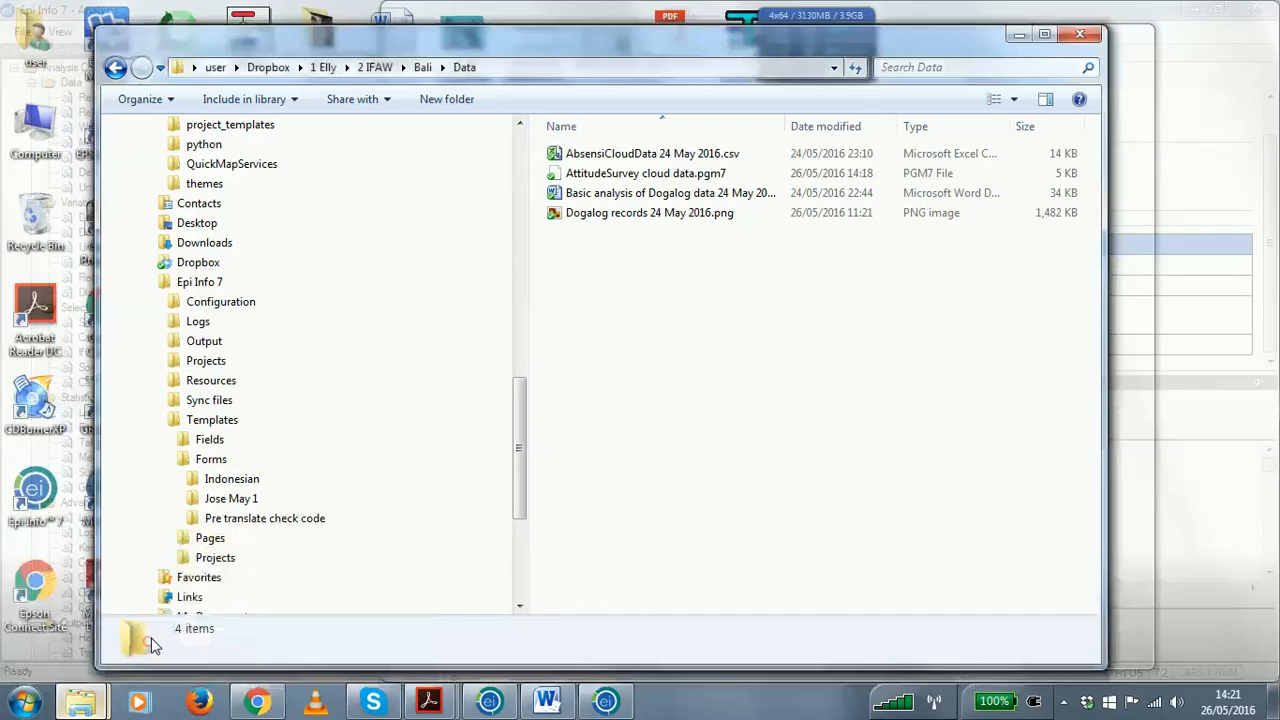 Epi Info 7 - Analysis
File View
4x64 / 3130MB / 3.9GB
PDF
user
Computer
Recycle Bin
Acrobat
Reader DC
CDBurnerXP
Epi Info™ 7
Epson
Connect Site
user Dropbox 1 Elly 2 IFAW Bali Data
Search Data
Organize Include in library Share with New folder
project_templates
python
QuickMapServices
themes
Contacts
Desktop
Downloads
Dropbox
Epi Info 7
Configuration
Logs
Output
Projects
Resources
Sync files
Templates
Fields
Forms
Indonesian
Jose May 1
Pre translate check code
Pages
Projects
Favorites
Links
Name Date modified Type Size
AbsensiCloudData 24 May 2016.csv 24/05/2016 23:10 Microsoft Excel C... 14 KB
AttitudeSurvey cloud data.pgm7 26/05/2016 14:18 PGM7 File 5 KB
Basic analysis of Dogalog data 24 May 20... 24/05/2016 22:44 Microsoft Word D... 34 KB
Dogalog records 24 May 2016.png 26/05/2016 11:21 PNG image 1,482 KB
4 items
Ready
100%
14:21
26/05/2016